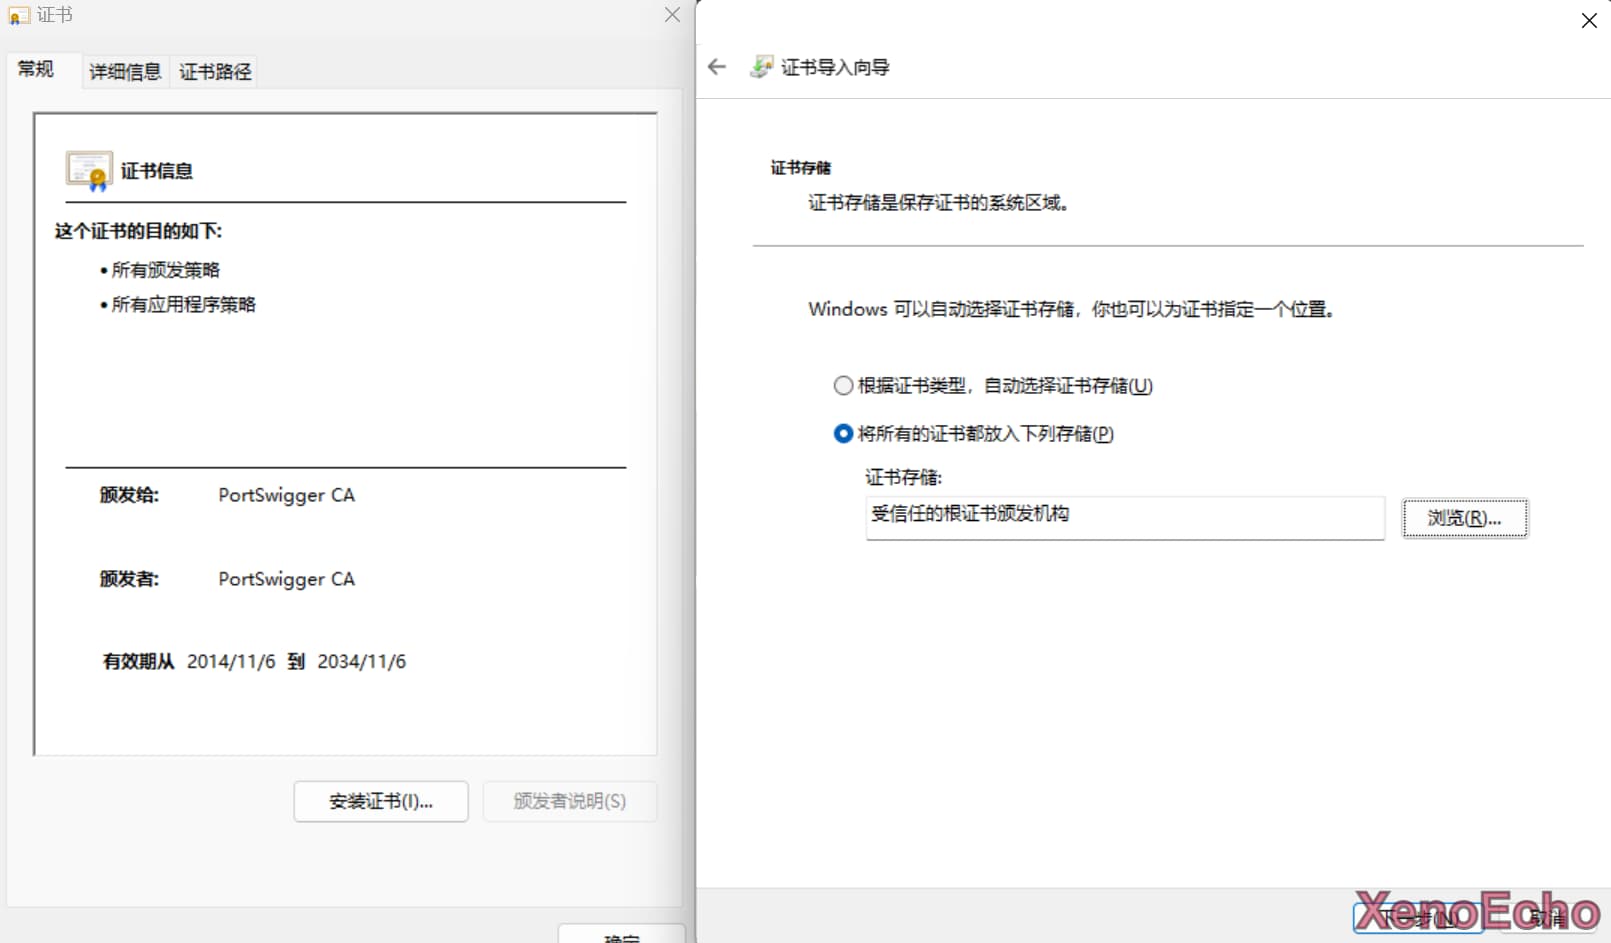 证书
常规
详细信息
证书路径
证书信息
这个证书的目的如下:
• 所有颁发策略
• 所有应用程序策略
颁发给: PortSwigger CA
颁发者: PortSwigger CA
有效期从 2014/11/6 到 2034/11/6
安装证书(I)...
颁发者说明(S)
确定
证书导入向导
证书存储
证书存储是保存证书的系统区域。
Windows 可以自动选择证书存储，你也可以为证书指定一个位置。
根据证书类型，自动选择证书存储(U)
将所有的证书都放入下列存储(P)
证书存储:
受信任的根证书颁发机构
浏览(R)...
下一步(N)
取消
XenoEcho